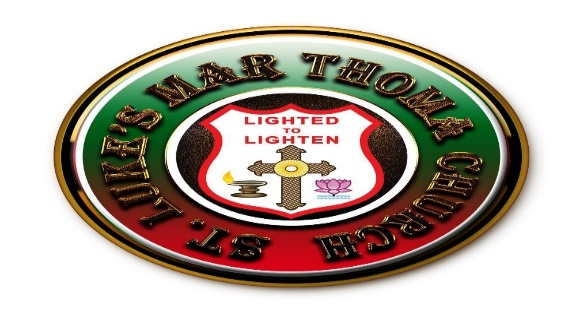 ST. LUKE'S MAR THOMA CHURCH
LIGHTED
TO
LIGHTEN